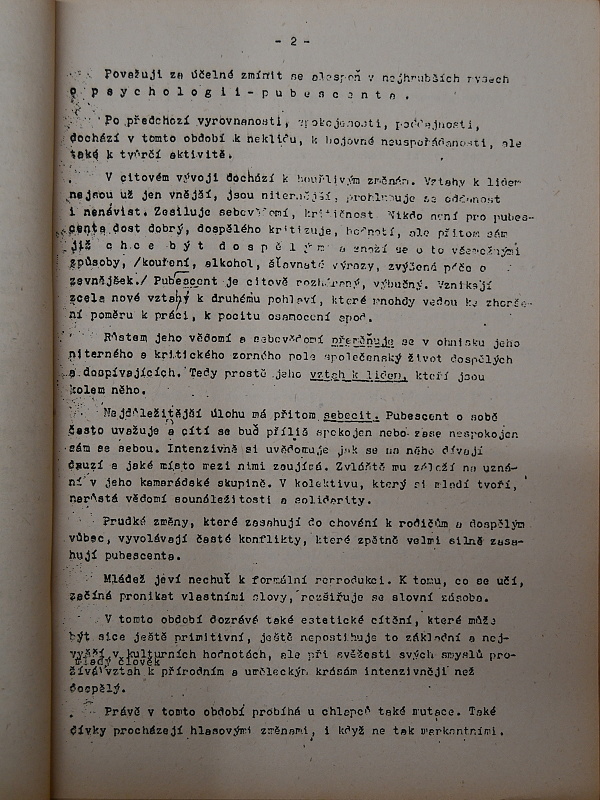 - 2 -
Považuji za účelné zmínit se alespoň v nejhrubších rysech
o p s y c h o l o g i i - p u b e s c e n t a .
Po předchozí vyrovnanosti, spokojenosti, poddajnosti,
dochází v tomto období k neklidu, k bojovné neuspořádanosti, ale
také k tvůrčí aktivitě.
V citovém vývoji dochází k bouřlivým změnám. Vztahy k lidem
nejsou už jen vnější, jsou niternější, prohlubuje se oddanost
i nenávist. Zesiluje sebevědomí, kritičnost Nikdo není pro pubes-
centa dost dobrý, dospělého kritizuje, hodnotí, ale přitom sám
již c h c e b ý t d o s p ě l ý m a snaží se o to všemožnými
způsoby, /kouření, alkohol, šťavnaté výrazy, zvýšená péče o
zevnějšek./ Pubescent je citově rozháraný, výbušný. Vznikají
zcela nové vztahy k druhému pohlaví, které mnohdy vedou ke zhorše-
ní poměru k práci, k pocitu osamocení apod.
Růstem jeho vědomí a sebevědomí přeměňuje se v ohnisku jeho
niterného a kritického zorného pole společenský život dospělých
a dospívajících. Tedy prostě jeho vztah k lidem, kteří jsou
kolem něho.
Nejdůležitější úlohu má přitom sebecit. Pubescent o sobě
často uvažuje a cítí se buď příliš spokojen nebo zase nespokojen
sám se sebou. Intenzivně si uvědomuje jak se na něho dívají
druzí a jaké místo mezi nimi zaujímá. Zvláště mu záleží na uzná-
ní v jeho kamarádské skupině. V kolektivu, který si mladí tvoří,
narůstá vědomí sounáležitosti a solidarity.
Prudké změny, které zasahují do chování k rodičům a dospělým
vůbec, vyvolávají časté konflikty, které zpětně velmi silně zasa-
hují pubescenta.
Mládež jeví nechuť k formální reprodukci. K tomu, co se učí,
začíná pronikat vlastními slovy, rozšiřuje se slovní zásoba.
V tomto období dozrává také estetické cítění, které může
být sice ještě primitivní, ještě nepostihuje to základní a nej-
vyšší v kulturních hodnotách, ale při svěžesti svých smyslů pro-
mladý člověk
žívá vztah k přírodním a uměleckým krásám intenzivněji než
dospělý.
Právě v tomto období probíhá u chlapců také mutace. Také
dívky procházejí hlasovými změnami, i když ne tak markantními.